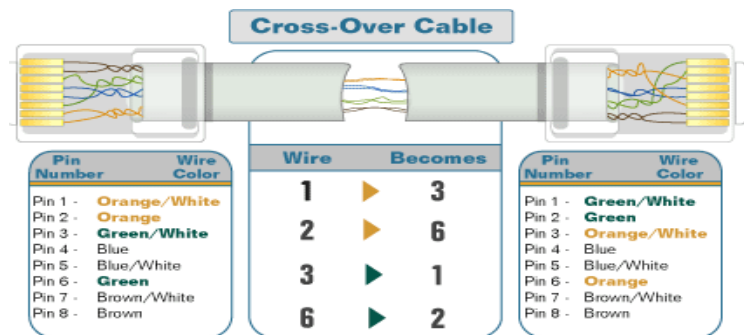 Cross-Over Cable
Pin Number Wire Color
Pin 1 - Orange/White
Pin 2 - Orange
Pin 3 - Green/White
Pin 4 - Blue
Pin 5 - Blue/White
Pin 6 - Green
Pin 7 - Brown/White
Pin 8 - Brown
Wire Becomes
1 3
2 6
3 1
6 2
Pin Number Wire Color
Pin 1 - Green/White
Pin 2 - Green
Pin 3 - Orange/White
Pin 4 - Blue
Pin 5 - Blue/White
Pin 6 - Orange
Pin 7 - Brown/White
Pin 8 - Brown